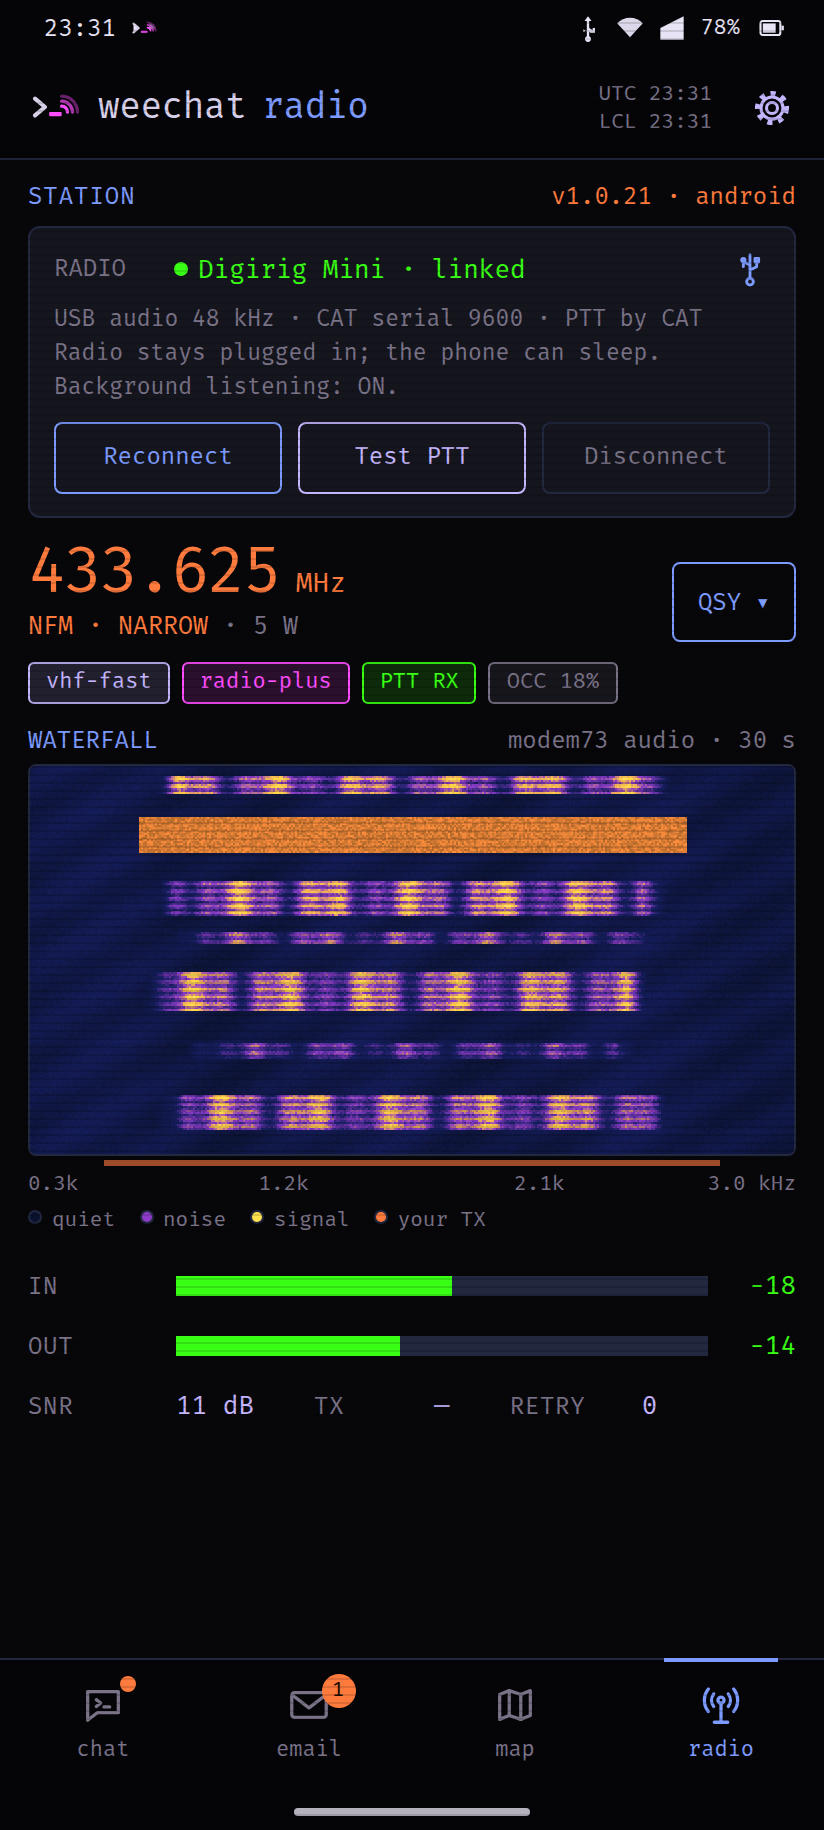 23:31
78%
weechat radio
UTC 23:31
LCL 23:31
STATION
v1.0.21 · android
RADIO
Digirig Mini · linked
USB audio 48 kHz · CAT serial 9600 · PTT by CAT
Radio stays plugged in; the phone can sleep.
Background listening: ON.
Reconnect
Test PTT
Disconnect
433.625 MHz
NFM · NARROW · 5 W
QSY ▾
vhf-fast
radio-plus
PTT RX
OCC 18%
WATERFALL
modem73 audio · 30 s
0.3k 1.2k 2.1k 3.0 kHz
quiet noise signal your TX
IN -18
OUT -14
SNR 11 dB TX — RETRY 0
1
chat email map radio